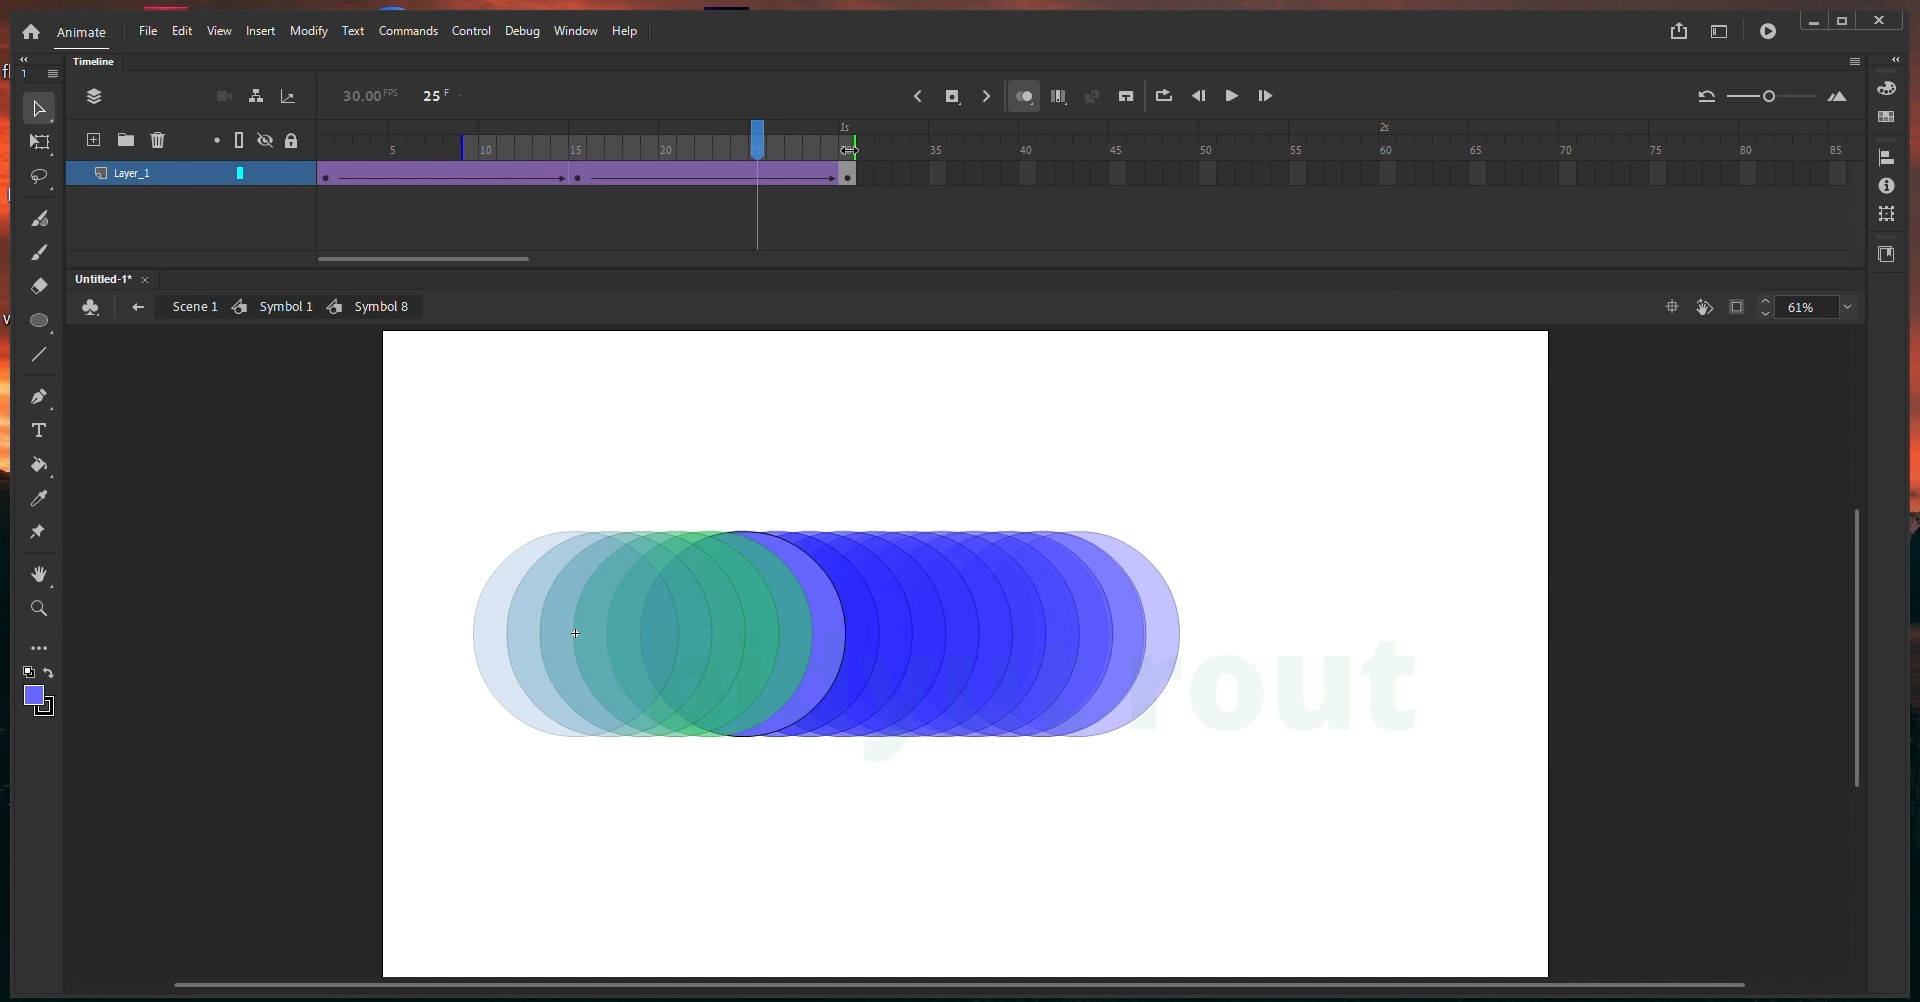 Animate File Edit View Insert Modify Text Commands Control Debug Window Help
Timeline
30.00 FPS 25 F
1s 2s
5 10 15 20 35 40 45 50 55 60 65 70 75 80 85
Layer_1
Untitled-1* ×
Scene 1 Symbol 1 Symbol 8 61%